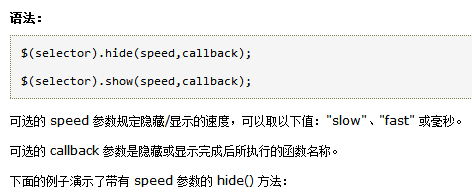 语法：
$(selector).hide(speed,callback);
$(selector).show(speed,callback);
可选的 speed 参数规定隐藏/显示的速度，可以取以下值："slow"、"fast" 或毫秒。
可选的 callback 参数是隐藏或显示完成后所执行的函数名称。
下面的例子演示了带有 speed 参数的 hide() 方法：